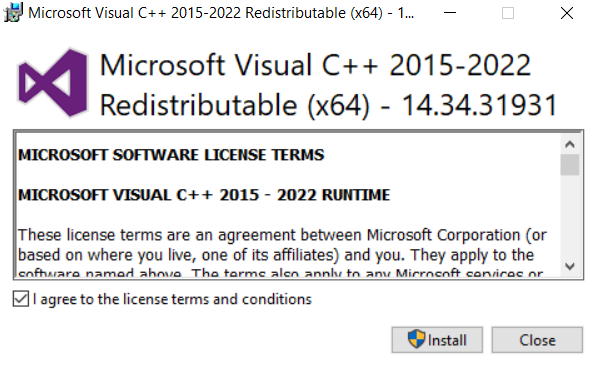 Microsoft Visual C++ 2015-2022 Redistributable (x64) - 1...
Microsoft Visual C++ 2015-2022
Redistributable (x64) - 14.34.31931
MICROSOFT SOFTWARE LICENSE TERMS
MICROSOFT VISUAL C++ 2015 - 2022 RUNTIME
These license terms are an agreement between Microsoft Corporation (or
based on where you live, one of its affiliates) and you. They apply to the
software named above. The terms also apply to any Microsoft services or
I agree to the license terms and conditions
Install Close